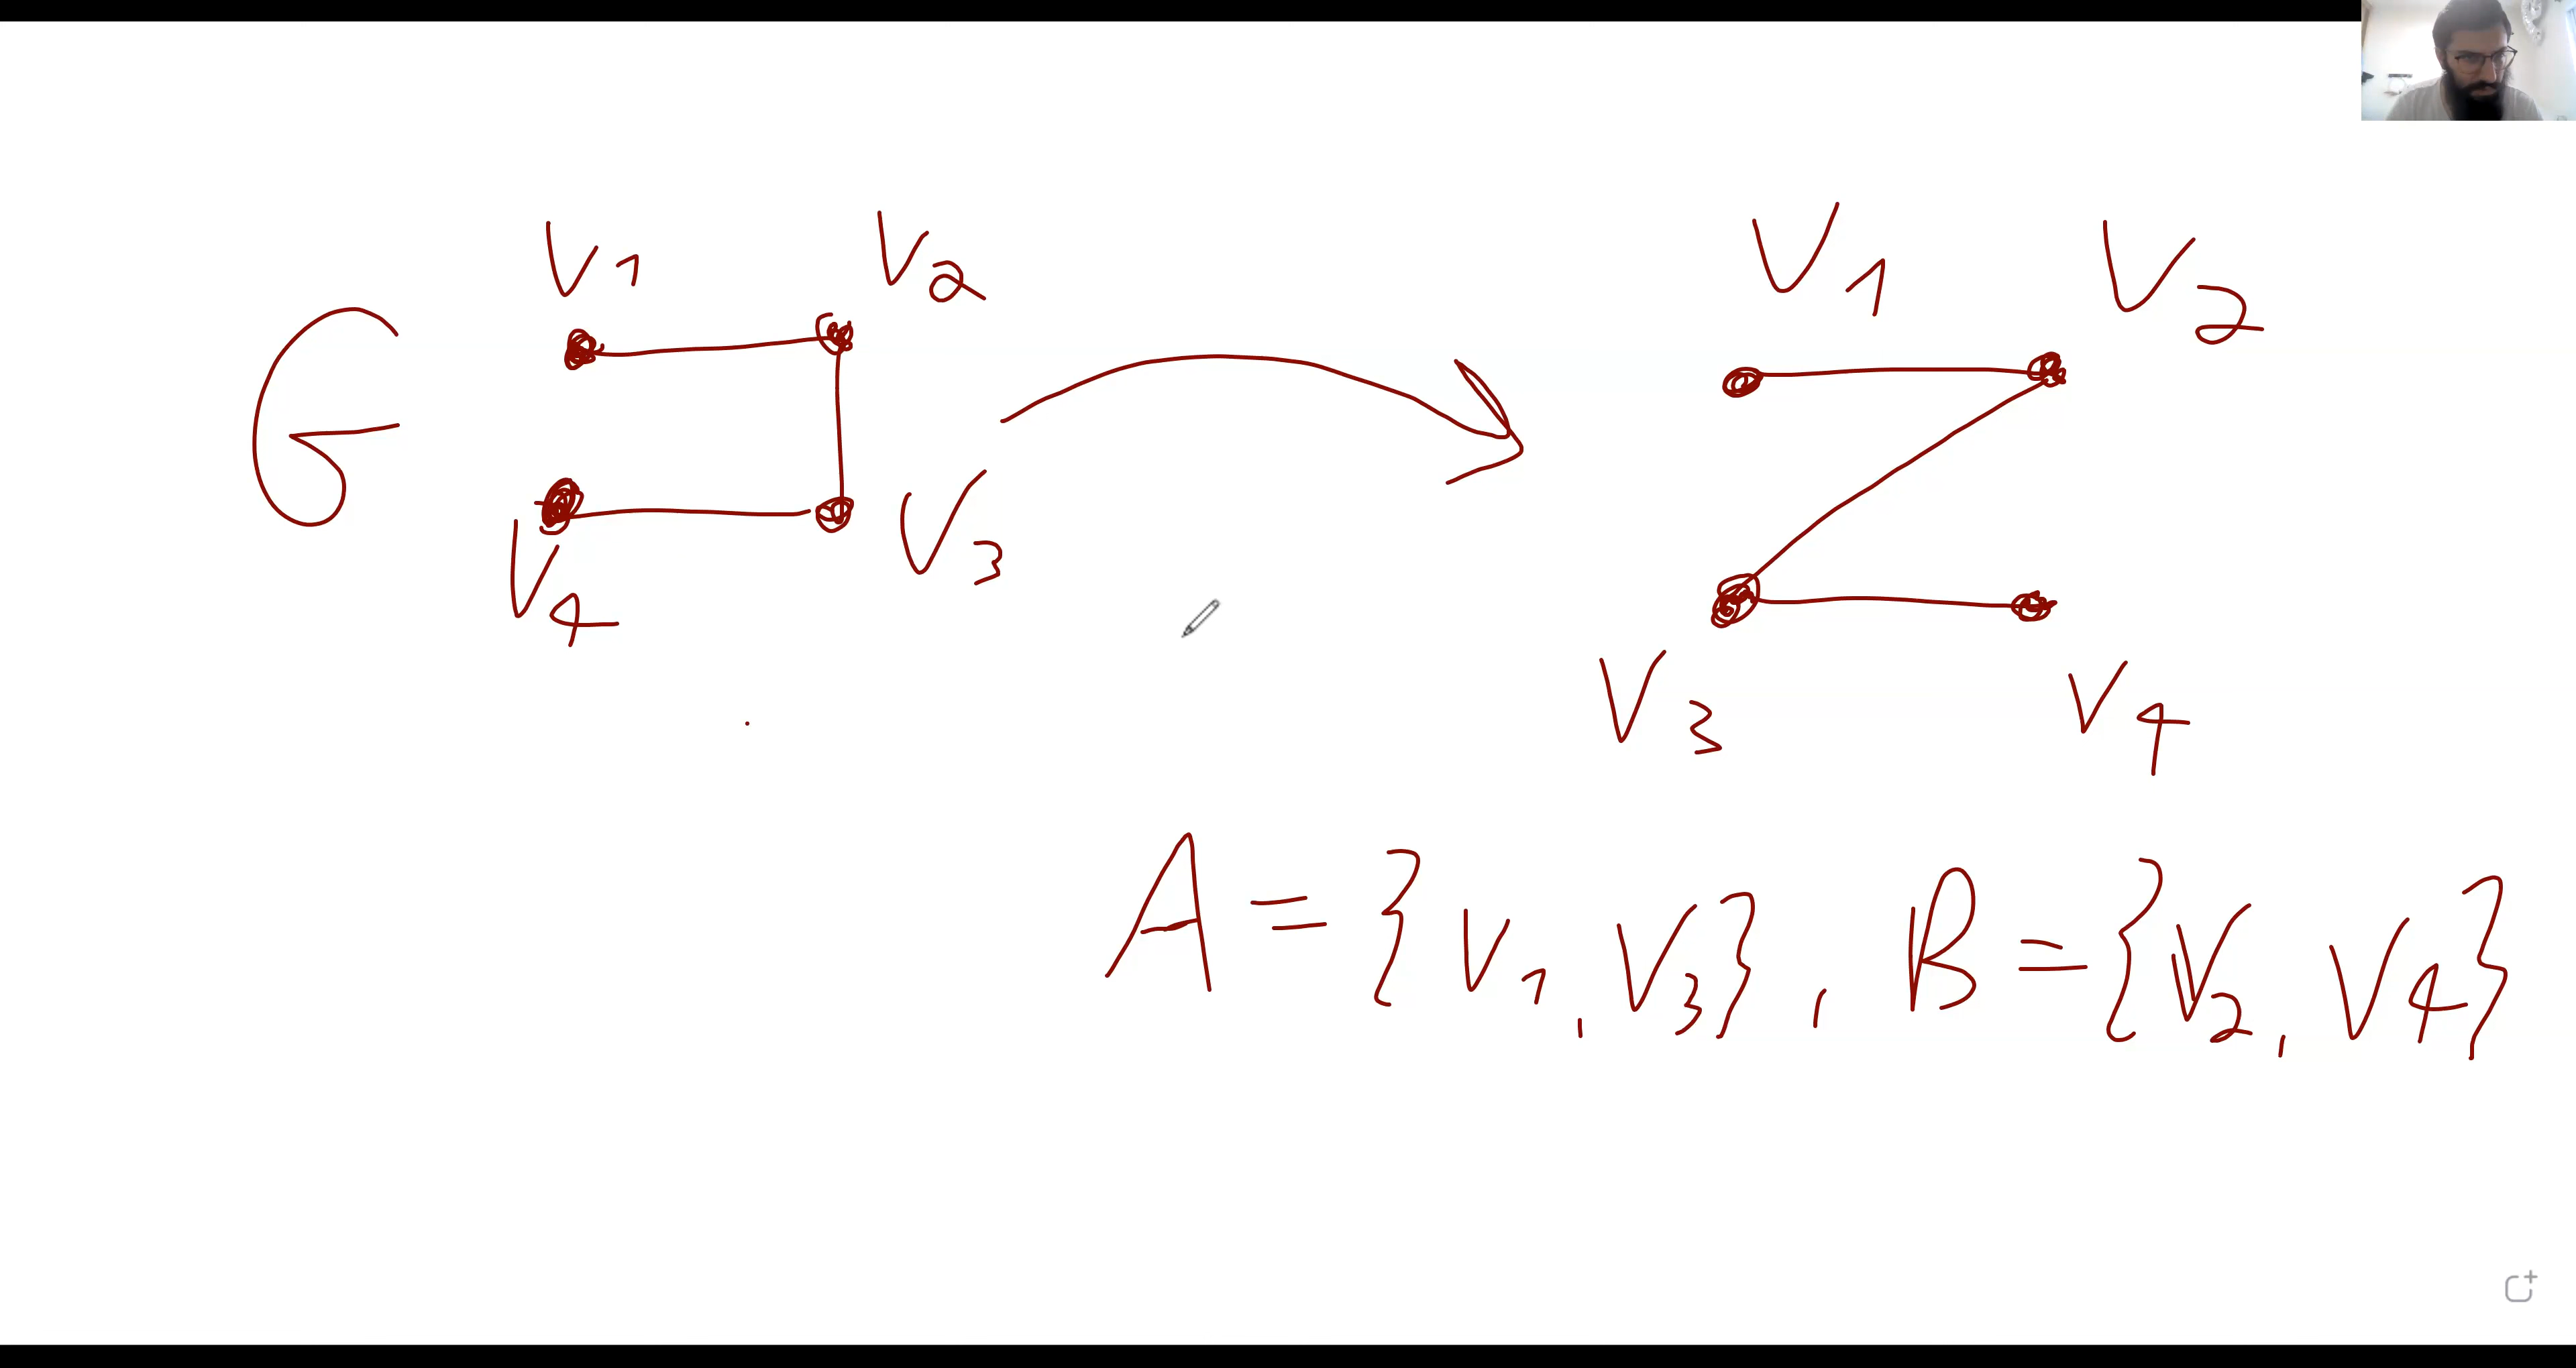 V1 V2 V1 V2
G
V3
V4
V3 V4
A = {V1, V3}, B = {V2, V4}